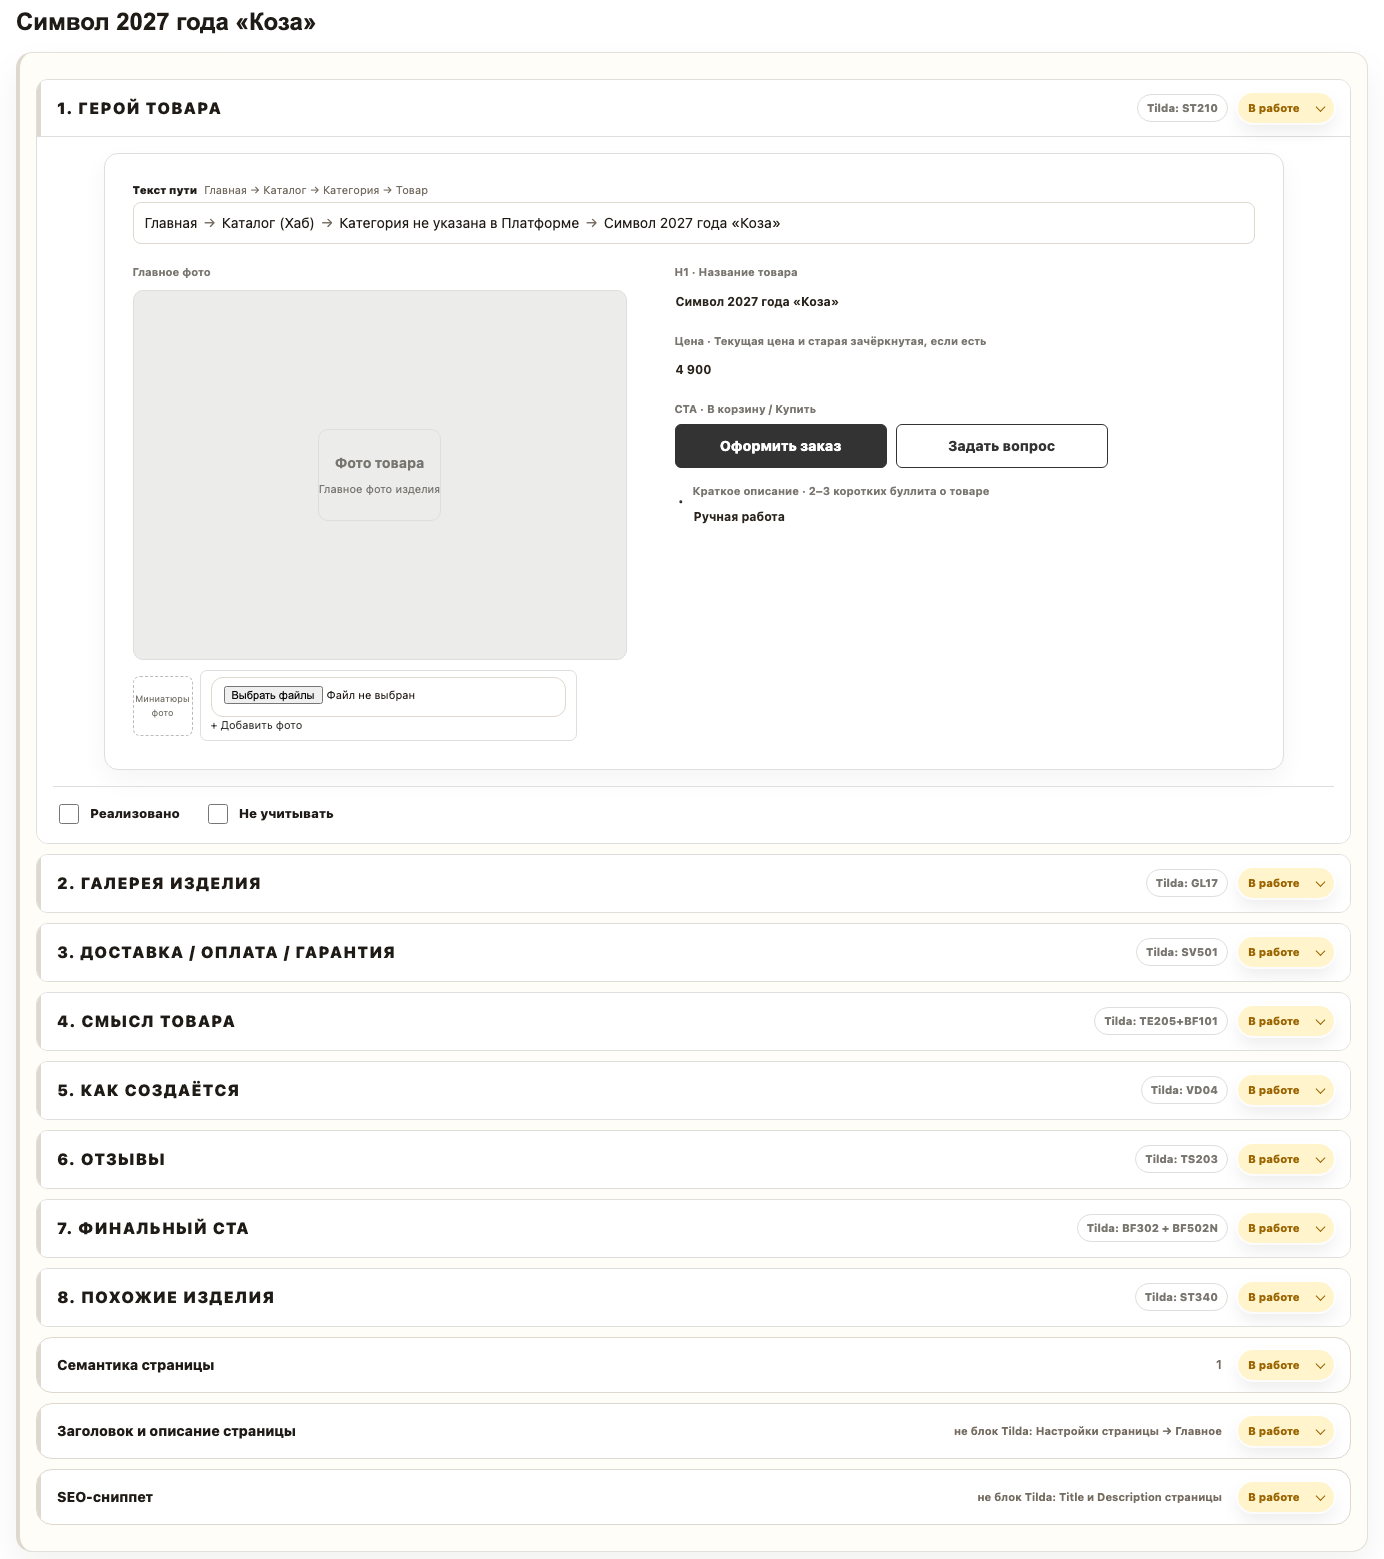 Символ 2027 года «Коза»
1. ГЕРОЙ ТОВАРА
Tilda: ST210
В работе
Текст пути Главная → Каталог → Категория → Товар
Главная → Каталог (Хаб) → Категория не указана в Платформе → Символ 2027 года «Коза»
Главное фото
Фото товара
Главное фото изделия
Миниатюры
фото
Выбрать файлы Файл не выбран
+ Добавить фото
H1 · Название товара
Символ 2027 года «Коза»
Цена · Текущая цена и старая зачёркнутая, если есть
4 900
CTA · В корзину / Купить
Оформить заказ
Задать вопрос
Краткое описание · 2–3 коротких буллита о товаре
Ручная работа
Реализовано
Не учитывать
2. ГАЛЕРЕЯ ИЗДЕЛИЯ
Tilda: GL17
В работе
3. ДОСТАВКА / ОПЛАТА / ГАРАНТИЯ
Tilda: SV501
В работе
4. СМЫСЛ ТОВАРА
Tilda: TE205+BF101
В работе
5. КАК СОЗДАЁТСЯ
Tilda: VD04
В работе
6. ОТЗЫВЫ
Tilda: TS203
В работе
7. ФИНАЛЬНЫЙ CTA
Tilda: BF302 + BF502N
В работе
8. ПОХОЖИЕ ИЗДЕЛИЯ
Tilda: ST340
В работе
Семантика страницы
1
В работе
Заголовок и описание страницы
не блок Tilda: Настройки страницы → Главное
В работе
SEO-сниппет
не блок Tilda: Title и Description страницы
В работе